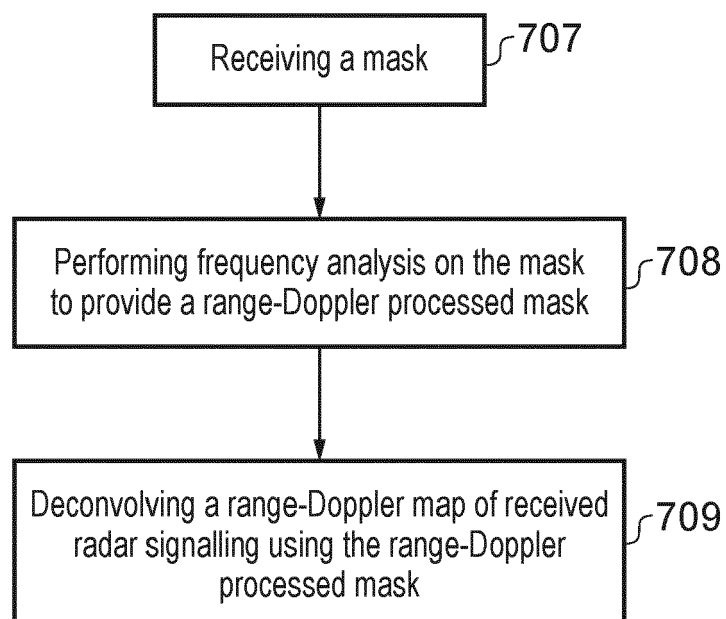 Receiving a mask
707
Performing frequency analysis on the mask
to provide a range-Doppler processed mask
708
Deconvolving a range-Doppler map of received
radar signalling using the range-Doppler
processed mask
709